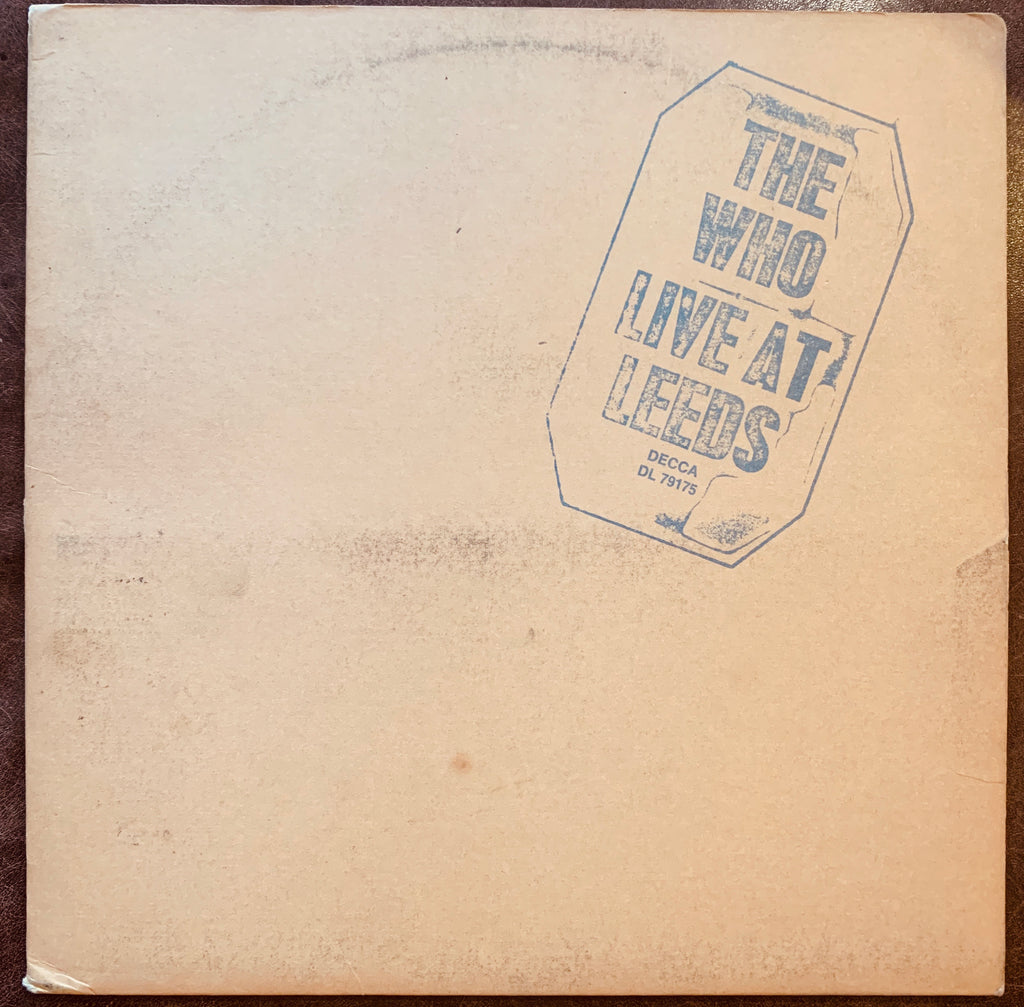 THE
WHO
LIVE AT
LEEDS
DECCA
DL 79175